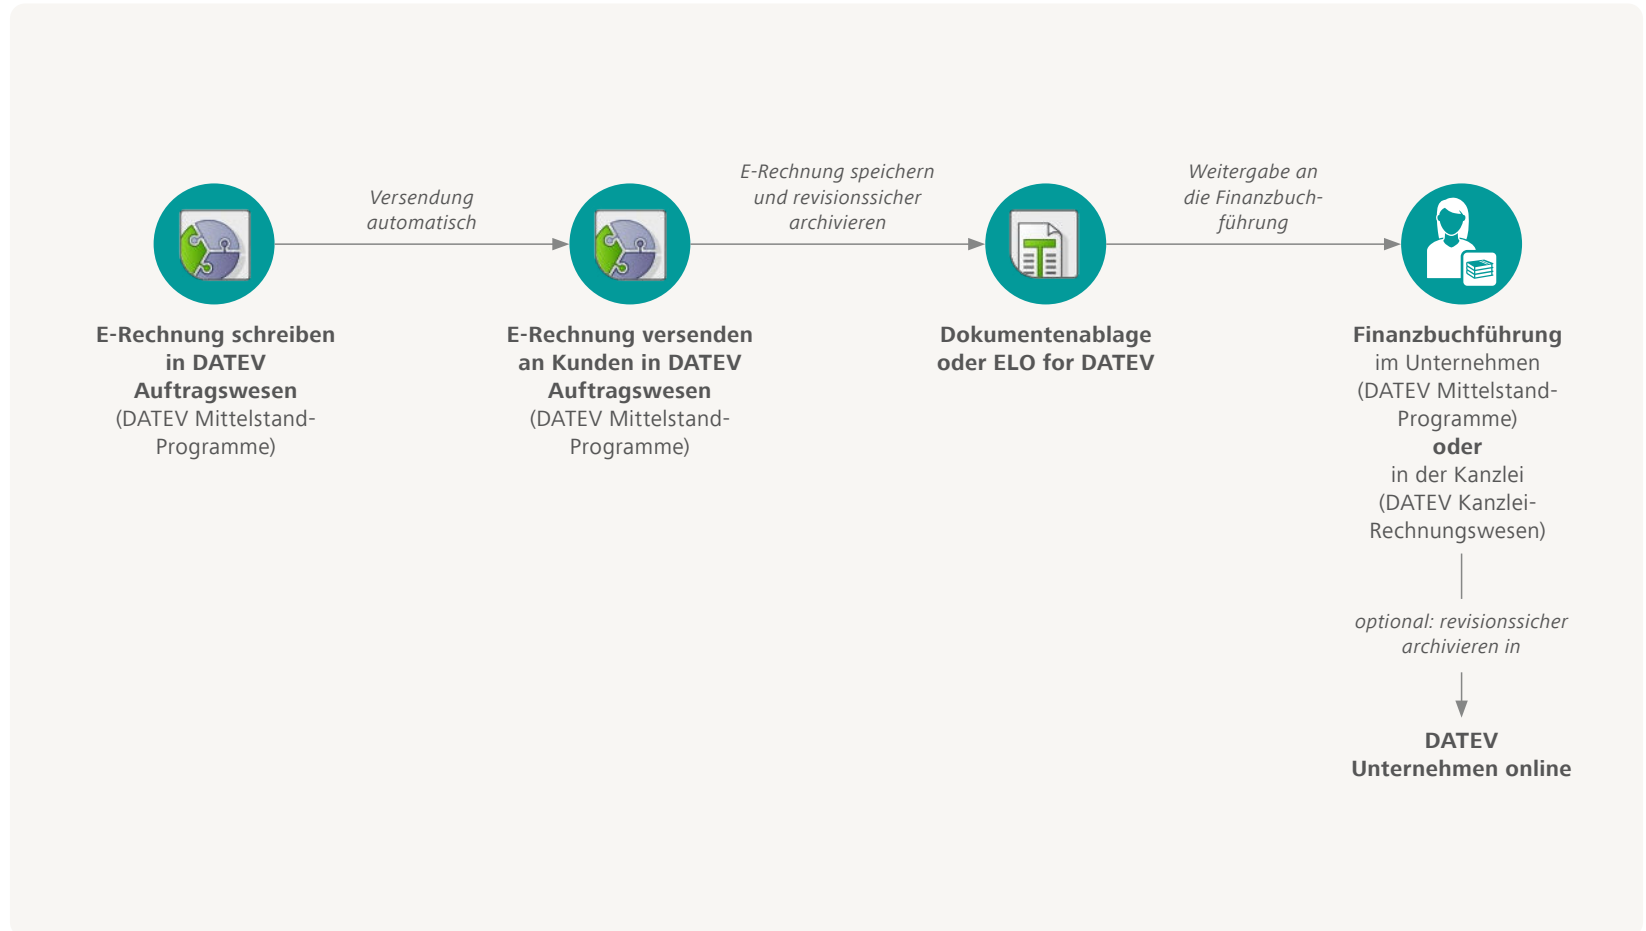 Versendung
automatisch
E-Rechnung speichern
und revisionssicher
archivieren
Weitergabe an
die Finanzbuch-
führung
E-Rechnung schreiben
in DATEV
Auftragswesen
(DATEV Mittelstand-
Programme)
E-Rechnung versenden
an Kunden in DATEV
Auftragswesen
(DATEV Mittelstand-
Programme)
Dokumentenablage
oder ELO for DATEV
Finanzbuchführung
im Unternehmen
(DATEV Mittelstand-
Programme)
oder
in der Kanzlei
(DATEV Kanzlei-
Rechnungswesen)
optional: revisionssicher
archivieren in
DATEV
Unternehmen online